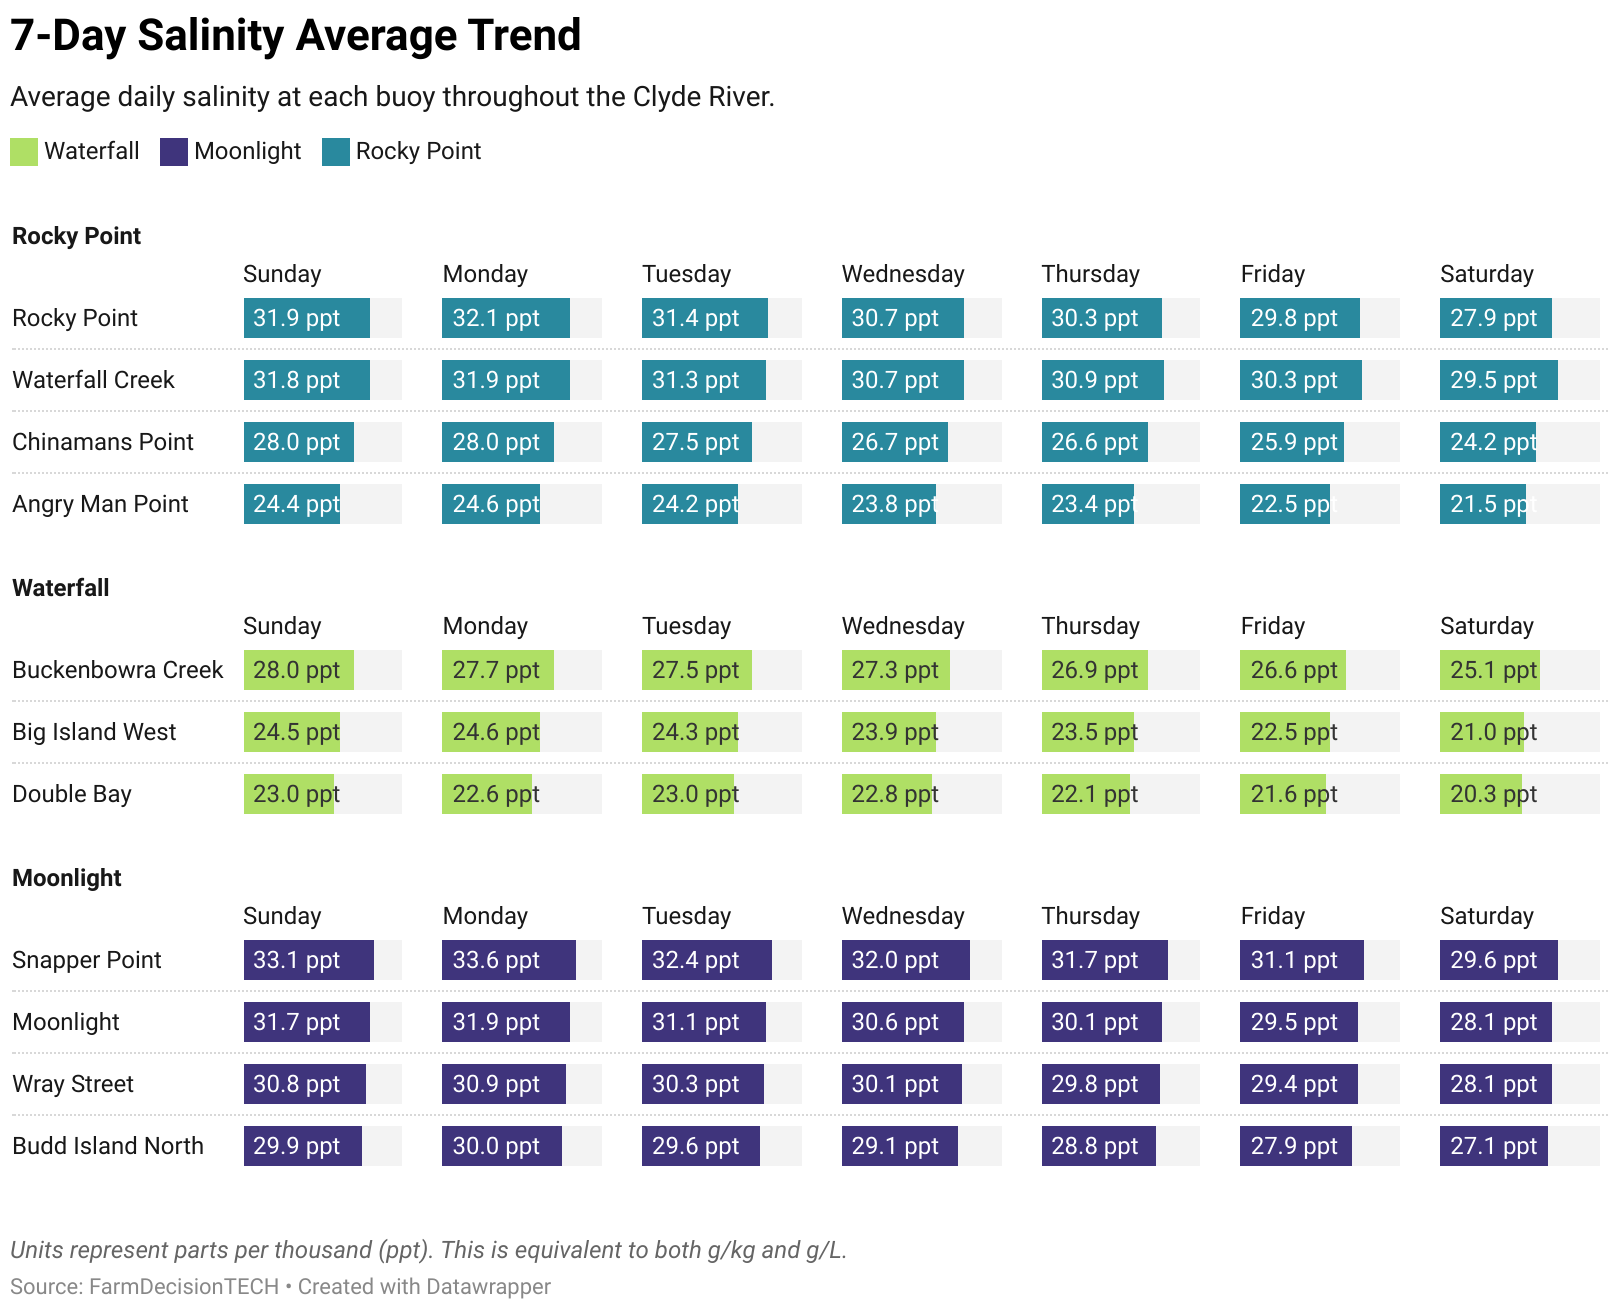 7-Day Salinity Average Trend
Average daily salinity at each buoy throughout the Clyde River.
Waterfall Moonlight Rocky Point
Rocky Point
Sunday Monday Tuesday Wednesday Thursday Friday Saturday
Rocky Point 31.9 ppt 32.1 ppt 31.4 ppt 30.7 ppt 30.3 ppt 29.8 ppt 27.9 ppt
Waterfall Creek 31.8 ppt 31.9 ppt 31.3 ppt 30.7 ppt 30.9 ppt 30.3 ppt 29.5 ppt
Chinamans Point 28.0 ppt 28.0 ppt 27.5 ppt 26.7 ppt 26.6 ppt 25.9 ppt 24.2 ppt
Angry Man Point 24.4 ppt 24.6 ppt 24.2 ppt 23.8 ppt 23.4 ppt 22.5 ppt 21.5 ppt
Waterfall
Sunday Monday Tuesday Wednesday Thursday Friday Saturday
Buckenbowra Creek 28.0 ppt 27.7 ppt 27.5 ppt 27.3 ppt 26.9 ppt 26.6 ppt 25.1 ppt
Big Island West 24.5 ppt 24.6 ppt 24.3 ppt 23.9 ppt 23.5 ppt 22.5 ppt 21.0 ppt
Double Bay 23.0 ppt 22.6 ppt 23.0 ppt 22.8 ppt 22.1 ppt 21.6 ppt 20.3 ppt
Moonlight
Sunday Monday Tuesday Wednesday Thursday Friday Saturday
Snapper Point 33.1 ppt 33.6 ppt 32.4 ppt 32.0 ppt 31.7 ppt 31.1 ppt 29.6 ppt
Moonlight 31.7 ppt 31.9 ppt 31.1 ppt 30.6 ppt 30.1 ppt 29.5 ppt 28.1 ppt
Wray Street 30.8 ppt 30.9 ppt 30.3 ppt 30.1 ppt 29.8 ppt 29.4 ppt 28.1 ppt
Budd Island North 29.9 ppt 30.0 ppt 29.6 ppt 29.1 ppt 28.8 ppt 27.9 ppt 27.1 ppt
Units represent parts per thousand (ppt). This is equivalent to both g/kg and g/L.
Source: FarmDecisionTECH • Created with Datawrapper